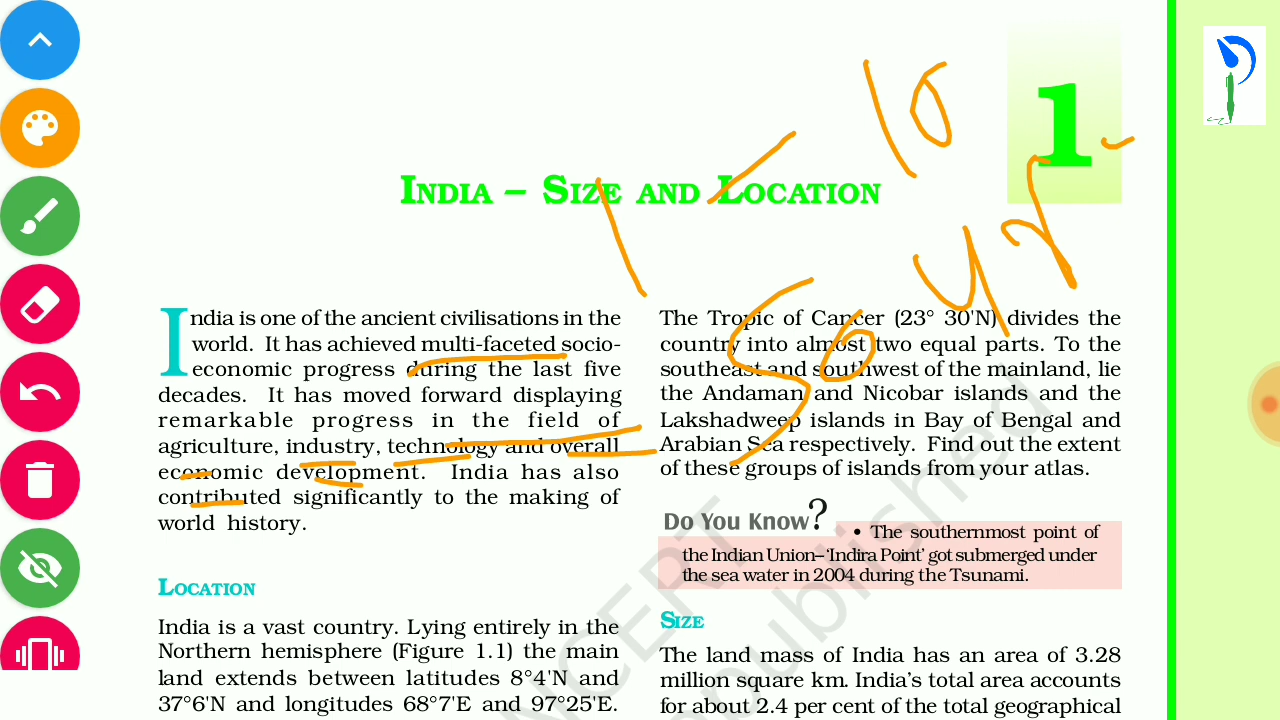 1
INDIA – SIZE AND LOCATION
1 - 10
50 yr
India is one of the ancient civilisations in the
world. It has achieved multi-faceted socio-
economic progress during the last five
decades. It has moved forward displaying
remarkable progress in the field of
agriculture, industry, technology and overall
economic development. India has also
contributed significantly to the making of
world history.
LOCATION
India is a vast country. Lying entirely in the
Northern hemisphere (Figure 1.1) the main
land extends between latitudes 8°4'N and
37°6'N and longitudes 68°7'E and 97°25'E.
The Tropic of Cancer (23° 30'N) divides the
country into almost two equal parts. To the
southeast and southwest of the mainland, lie
the Andaman and Nicobar islands and the
Lakshadweep islands in Bay of Bengal and
Arabian Sea respectively. Find out the extent
of these groups of islands from your atlas.
Do You Know?
• The southernmost point of
the Indian Union– 'Indira Point' got submerged under
the sea water in 2004 during the Tsunami.
SIZE
The land mass of India has an area of 3.28
million square km. India's total area accounts
for about 2.4 per cent of the total geographical
NCERT
published